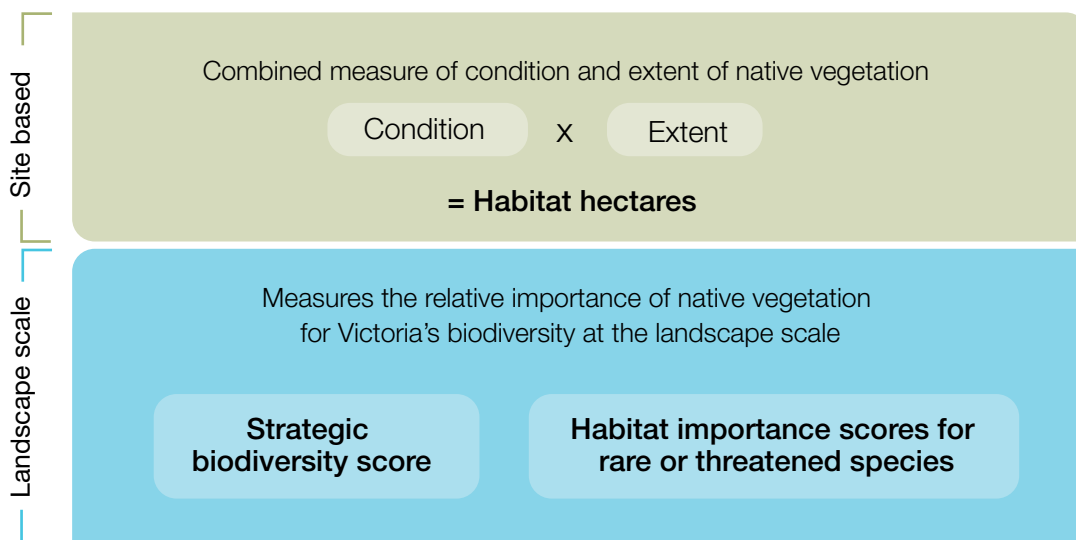 Site based
Combined measure of condition and extent of native vegetation
Condition x Extent
= Habitat hectares
Landscape scale
Measures the relative importance of native vegetation
for Victoria’s biodiversity at the landscape scale
Strategic
biodiversity score
Habitat importance scores for
rare or threatened species